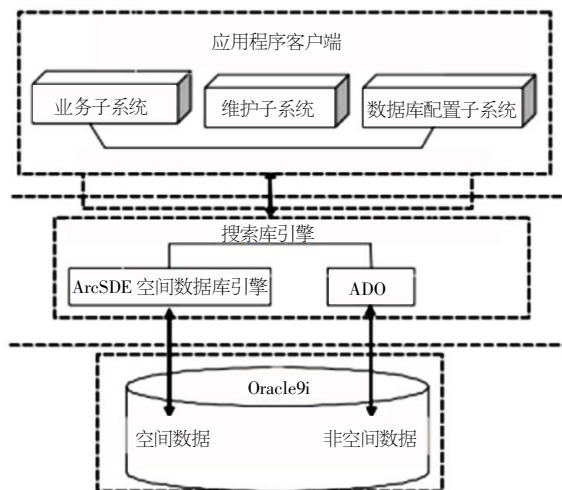 应用程序客户端
业务子系统
维护子系统
数据库配置子系统
搜索库引擎
ArcSDE 空间数据库引擎
ADO
Oracle9i
空间数据
非空间数据